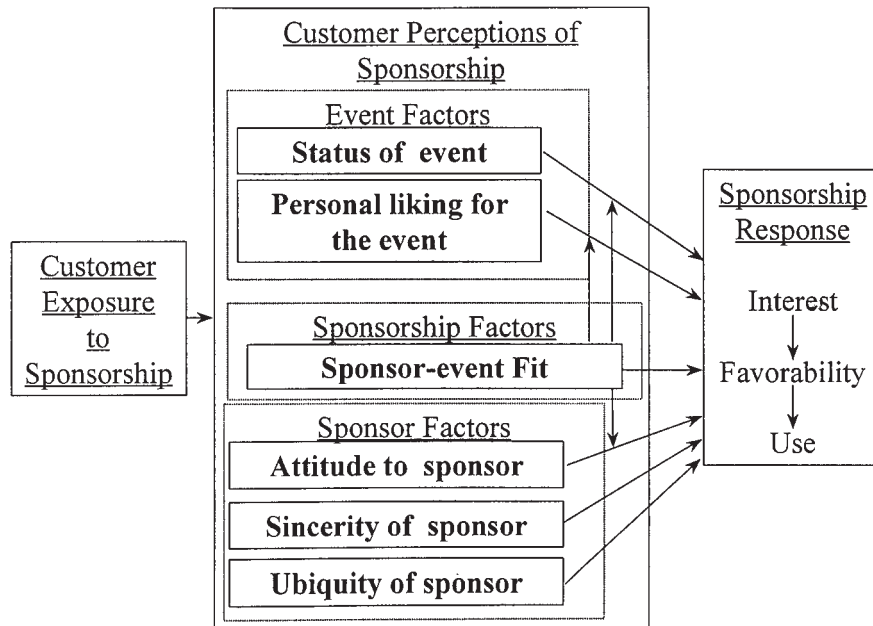 Customer Perceptions of
Sponsorship
Event Factors
Status of event
Personal liking for
the event
Customer
Exposure
to
Sponsorship
Sponsorship Factors
Sponsor-event Fit
Sponsor Factors
Attitude to sponsor
Sincerity of sponsor
Ubiquity of sponsor
Sponsorship
Response
Interest
Favorability
Use